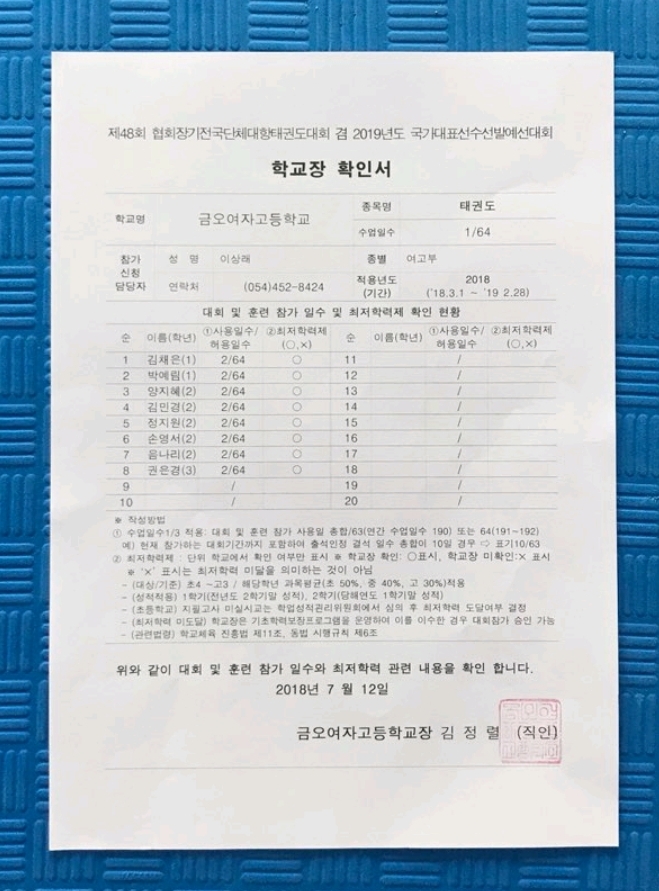 제48회 협회장기전국단체대항태권도대회 겸 2019년도 국가대표선수선발예선대회
학교장 확인서
학교명 금오여자고등학교 종목명 태권도
수업일수 1/64
참가 신청 담당자 성 명 이상래 종별 여고부
연락처 (054)452-8424 적용년도 (기간) 2018 ('18.3.1 ~ '19 2.28)
대회 및 훈련 참가 일수 및 최저학력제 확인 현황
순 이름(학년) ①사용일수/허용일수 ②최저학력제 (○,×) 순 이름(학년) ①사용일수/허용일수 ②최저학력제 (○,×)
1 김채은(1) 2/64 ○ 11 /
2 박예림(1) 2/64 ○ 12 /
3 양지혜(2) 2/64 ○ 13 /
4 김민경(2) 2/64 ○ 14 /
5 정지원(2) 2/64 ○ 15 /
6 손영서(2) 2/64 ○ 16 /
7 음나리(2) 2/64 ○ 17 /
8 권은경(3) 2/64 ○ 18 /
9 / 19 /
10 / 20 /
※ 작성방법
① 수업일수1/3 적용: 대회 및 훈련 참가 사용일 총합/63(연간 수업일수 190) 또는 64(191~192)
예) 현재 참가하는 대회기간까지 포함하여 출석인정 결석 일수 총합이 10일 경우 ⇨ 표기10/63
② 최저학력제 : 단위 학교에서 확인 여부만 표시 ※ 학교장 확인: ○표시, 학교장 미확인:× 표시
※ '×' 표시는 최저학력 미달을 의미하는 것이 아님
- (대상/기준) 초4 ~고3 / 해당학년 과목평균(초 50%, 중 40%, 고 30%)적용
- (성적적용) 1학기(전년도 2학기말 성적), 2학기(당해연도 1학기말 성적)
- (초등학교) 지필고사 미실시교는 학업성적관리위원회에서 심의 후 최저학력 도달여부 결정
- (최저학력 미도달) 학교장은 기초학력보장프로그램을 운영하여 이를 이수한 경우 대회참가 승인 가능
- (관련법령) 학교체육 진흥법 제11조, 동법 시행규칙 제6조
위와 같이 대회 및 훈련 참가 일수와 최저학력 관련 내용을 확인 합니다.
2018년 7 월 12일
금오여자고등학교장 김 정 렬 (직인)